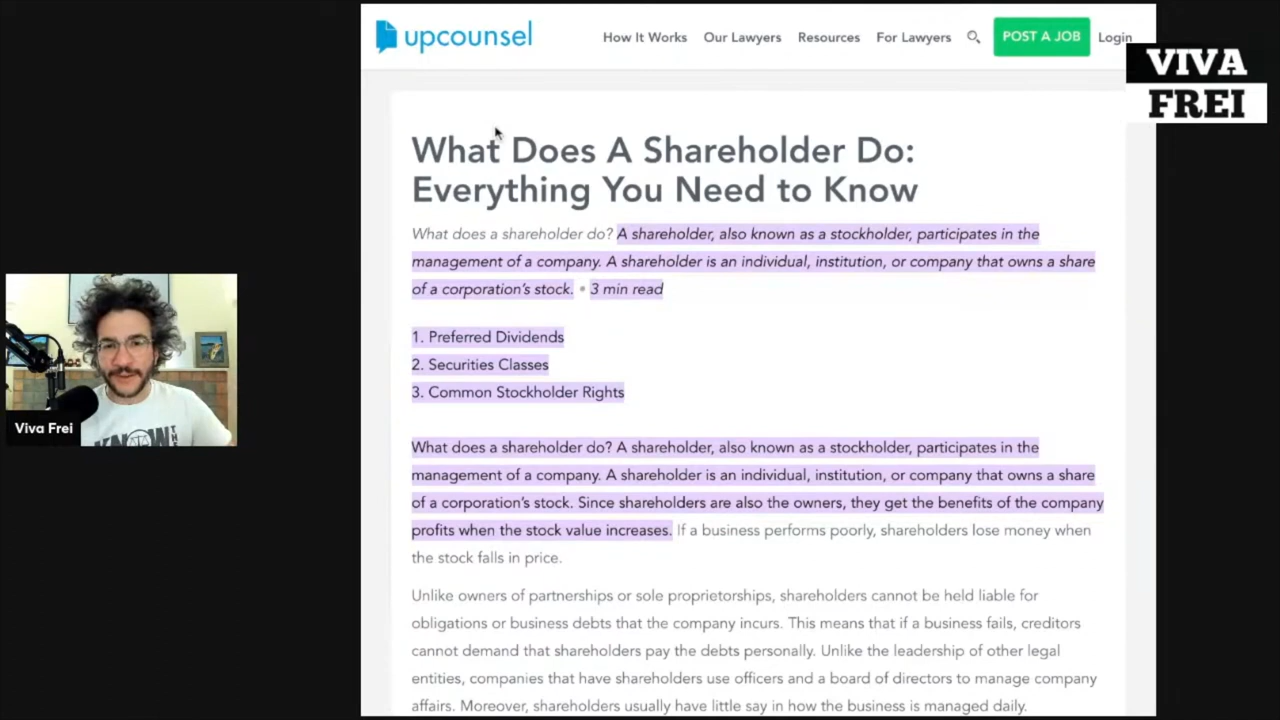 upcounsel
How It Works Our Lawyers Resources For Lawyers POST A JOB Login
VIVA
FREI
What Does A Shareholder Do:
Everything You Need to Know
What does a shareholder do? A shareholder, also known as a stockholder, participates in the
management of a company. A shareholder is an individual, institution, or company that owns a share
of a corporation's stock. • 3 min read
1. Preferred Dividends
2. Securities Classes
3. Common Stockholder Rights
What does a shareholder do? A shareholder, also known as a stockholder, participates in the
management of a company. A shareholder is an individual, institution, or company that owns a share
of a corporation's stock. Since shareholders are also the owners, they get the benefits of the company
profits when the stock value increases. If a business performs poorly, shareholders lose money when
the stock falls in price.
Unlike owners of partnerships or sole proprietorships, shareholders cannot be held liable for
obligations or business debts that the company incurs. This means that if a business fails, creditors
cannot demand that shareholders pay the debts personally. Unlike the leadership of other legal
entities, companies that have shareholders use officers and a board of directors to manage company
affairs. Moreover, shareholders usually have little say in how the business is managed daily.
Viva Frei